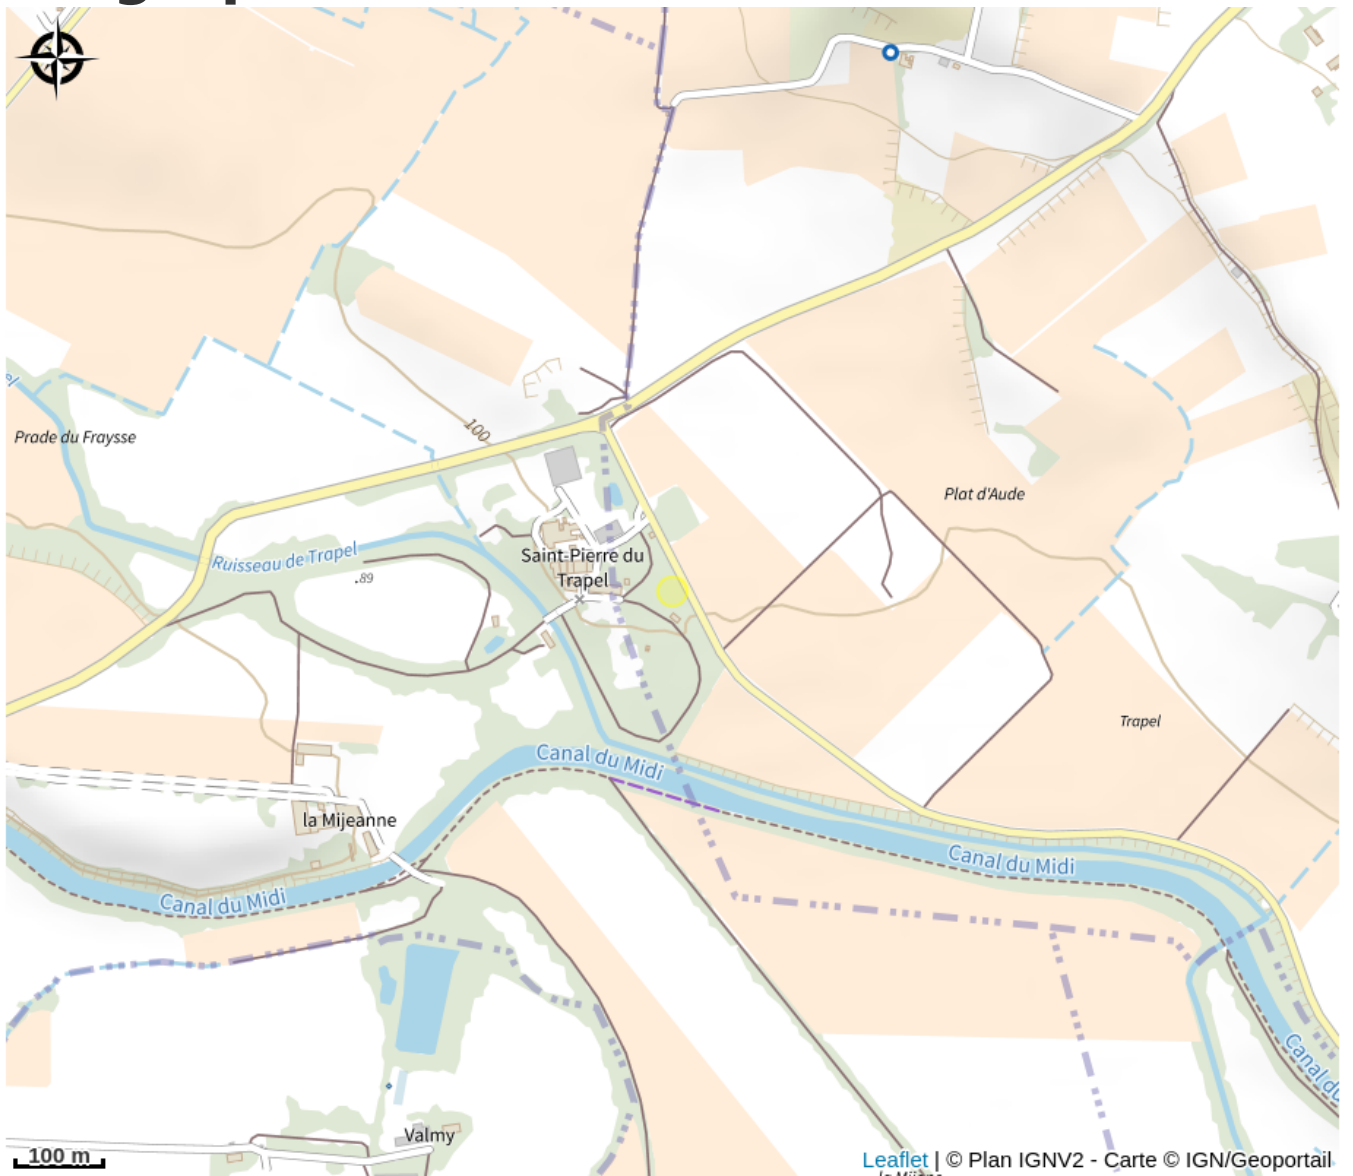 100
Prade du Fraysse
Plat d'Aude
Ruisseau de Trapel
Saint-Pierre du
Trapel
.89
Trapel
Canal du Midi
la Mijeanne
Canal du Midi
Canal du Midi
Canal du
Valmy
100 m
Leaflet | © Plan IGNV2 - Carte © IGN/Geoportail